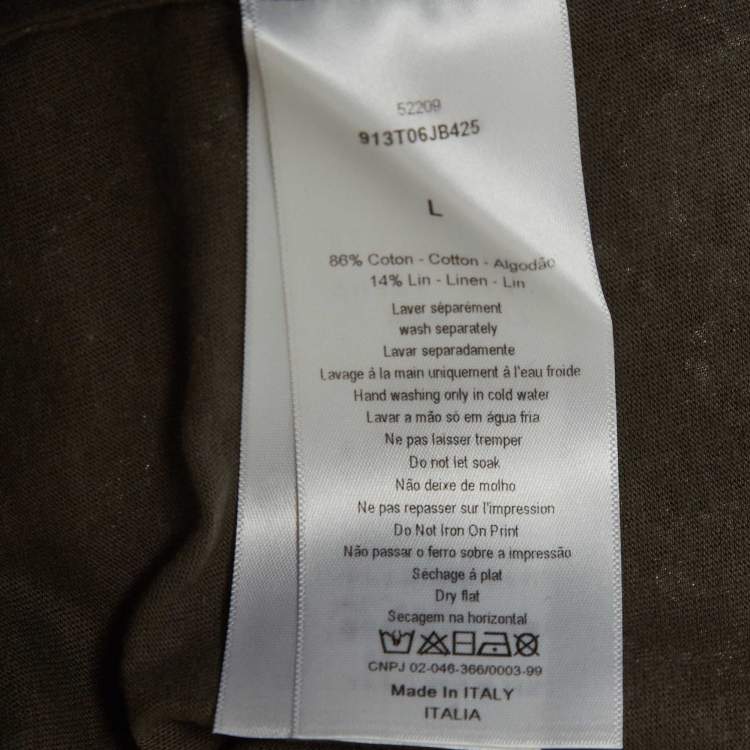 52209
913T06JB425
L
86% Coton - Cotton - Algodão
14% Lin - Linen - Lin
Laver séparément
wash separately
Lavar separadamente
Lavage á la main uniquement á l'eau froide
Hand washing only in cold water
Lavar a mão só em água fria
Ne pas laisser tremper
Do not let soak
Não deixe de molho
Ne pas repasser sur l'impression
Do Not Iron On Print
Não passar o ferro sobre a impressão
Séchage á plat
Dry flat
Secagem na horizontal
CNPJ 02-046-366/0003-99
Made In ITALY
ITALIA